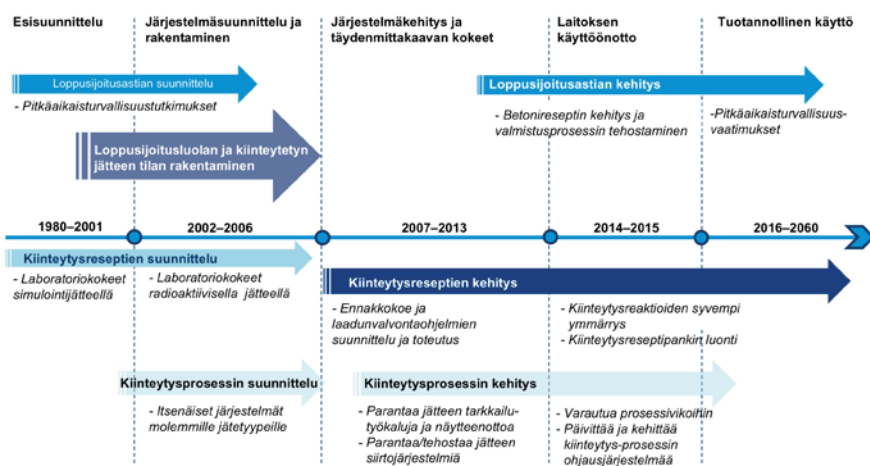 Esisuunnittelu
Järjestelmäsuunnittelu ja
rakentaminen
Järjestelmäkehitys ja
täydenmittakaavan kokeet
Laitoksen
käyttöönotto
Tuotannollinen käyttö
Loppusijoitusastian suunnittelu
- Pitkäaikaisturvallisuustutkimukset
Loppusijoitusastian kehitys
- Betonireseptin kehitys ja
valmistusprosessin tehostaminen
-Pitkäaikaisturvallisuus-
vaatimukset
Loppusijoitusluolan ja kiinteytetyn
jätteen tilan rakentaminen
1980–2001
2002–2006
2007–2013
2014–2015
2016–2060
Kiinteytysreseptien suunnittelu
- Laboratoriokokeet
simulointijätteellä
- Laboratoriokokeet
radioaktiivisella jätteellä
Kiinteytysreseptien kehitys
- Ennakkokoe ja
laadunvalvontaohjelmien
suunnittelu ja toteutus
- Kiinteytysreaktioiden syvempi
ymmärrys
- Kiinteytysreseptipankin luonti
Kiinteytysprosessin suunnittelu
- Itsenäiset järjestelmät
molemmille jätetyypeille
Kiinteytysprosessin kehitys
- Parantaa jätteen tarkkailu-
työkaluja ja näytteenottoa
- Parantaa/tehostaa jätteen
siirtojärjestelmiä
- Varautua prosessivikoihin
- Päivittää ja kehittää
kiinteytys-prosessin
ohjausjärjestelmää